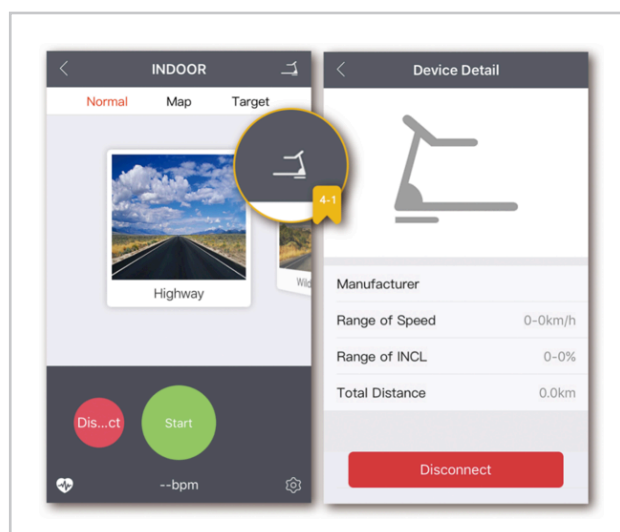 INDOOR
Normal Map Target
4-1
Highway
Wild
Dis...ct
Start
--bpm
Device Detail
Manufacturer
Range of Speed 0-0km/h
Range of INCL 0-0%
Total Distance 0.0km
Disconnect